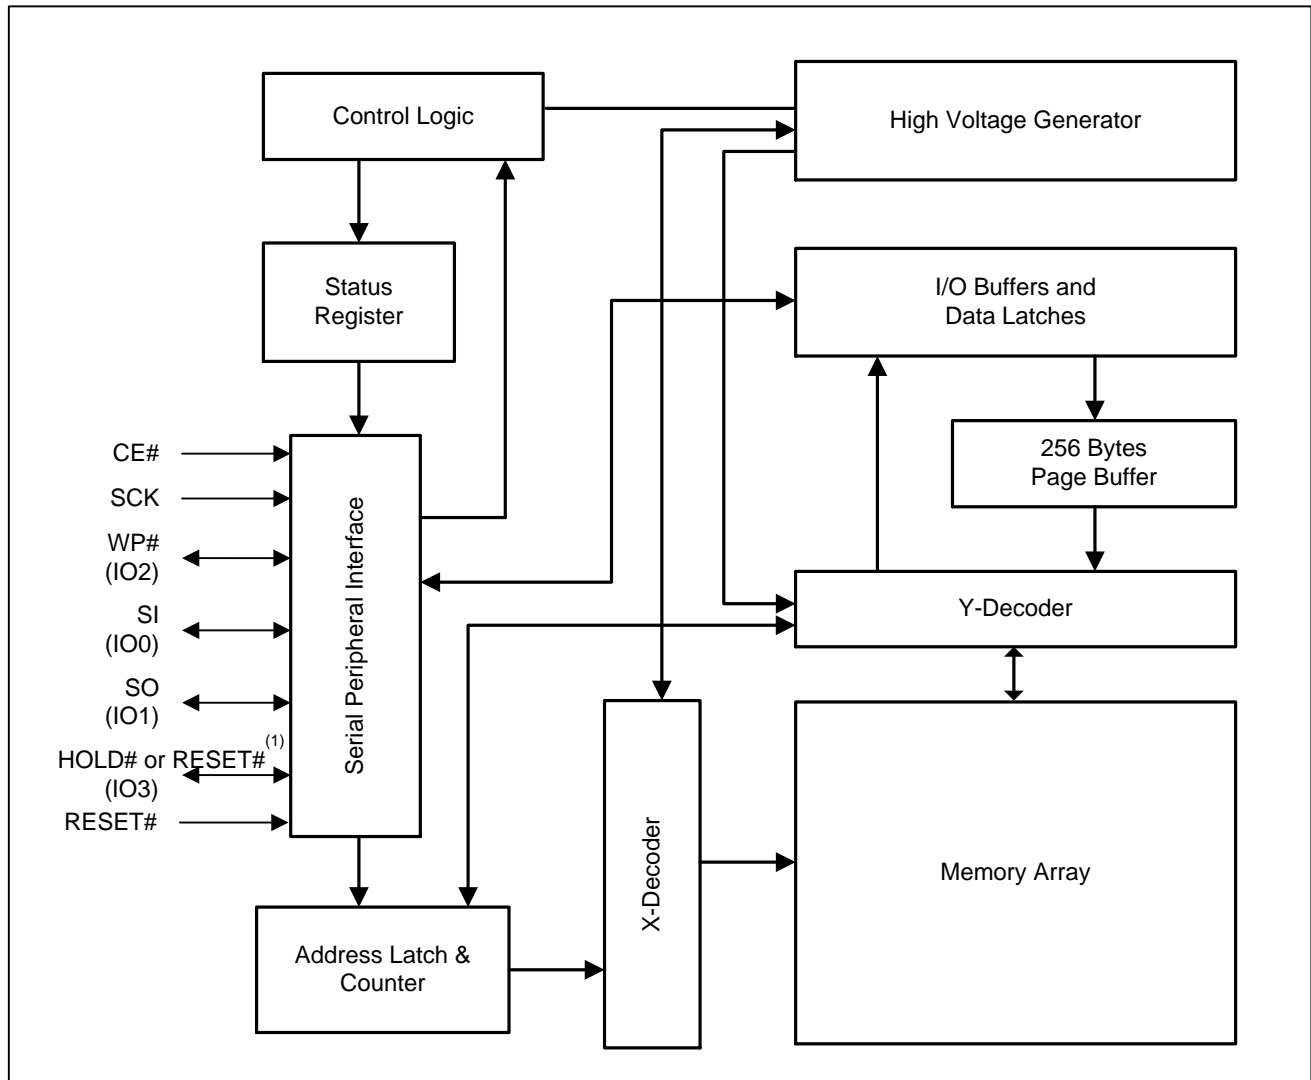 Control Logic
High Voltage Generator
Status
Register
I/O Buffers and
Data Latches
256 Bytes
Page Buffer
Y-Decoder
CE#
SCK
WP#
(IO2)
SI
(IO0)
SO
(IO1)
HOLD# or RESET#(1)
(IO3)
RESET#
Serial Peripheral Interface
X-Decoder
Memory Array
Address Latch &
Counter